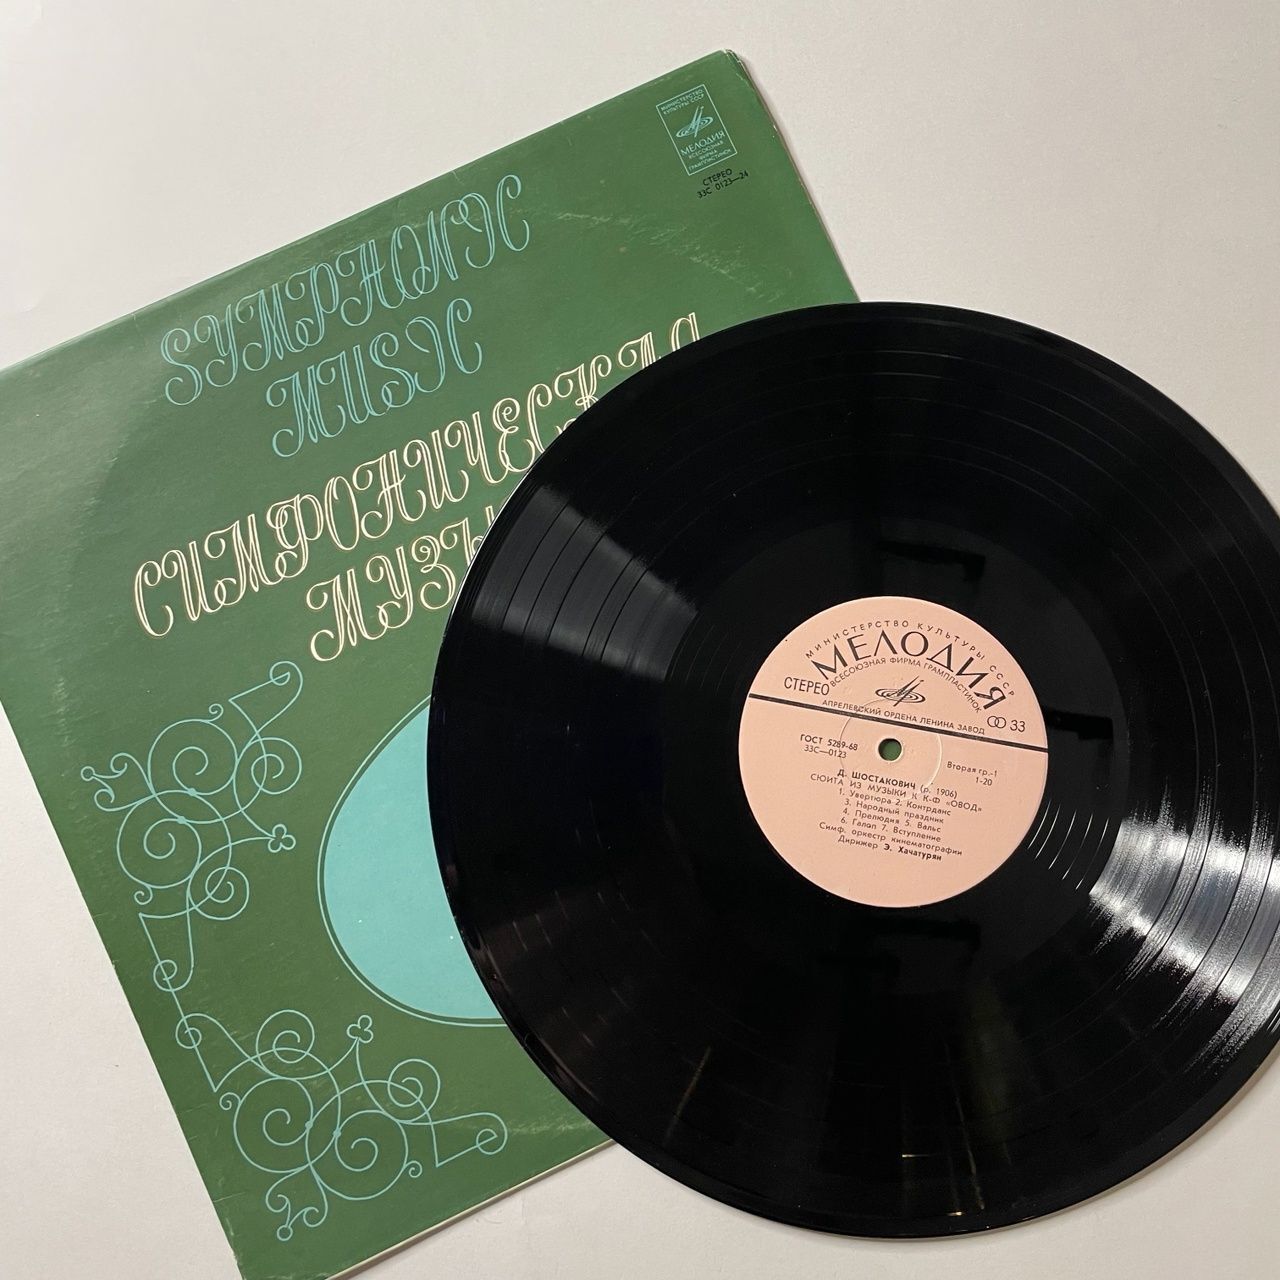 МИНИСТЕРСТВО
КУЛЬТУРЫ СССР
МЕЛОДИЯ
ВСЕСОЮЗНАЯ
ФИРМА
ГРАМПЛАСТИНОК
СТЕРЕО
33С 0123—24
SYMPHONIC
MUSIC
СИМФОНИЧЕСКАЯ
МУЗЫ
МИНИСТЕРСТВО КУЛЬТУРЫ СССР
МЕЛОДИЯ
ВСЕСОЮЗНАЯ ФИРМА ГРАМПЛАСТИНОК
СТЕРЕО
33
АПРЕЛЕВСКИЙ ОРДЕНА ЛЕНИНА ЗАВОД
ГОСТ 5289-68
33С—0123
Вторая гр.-1
1-20
Д. ШОСТАКОВИЧ (р. 1906)
СЮИТА ИЗ МУЗЫКИ К К-Ф «ОВОД»
1. Увертюра 2. Контрданс
3. Народный праздник
4. Прелюдия 5. Вальс
6. Галоп 7. Вступление
Симф. оркестр кинематографии
Дирижер Э. Хачатурян